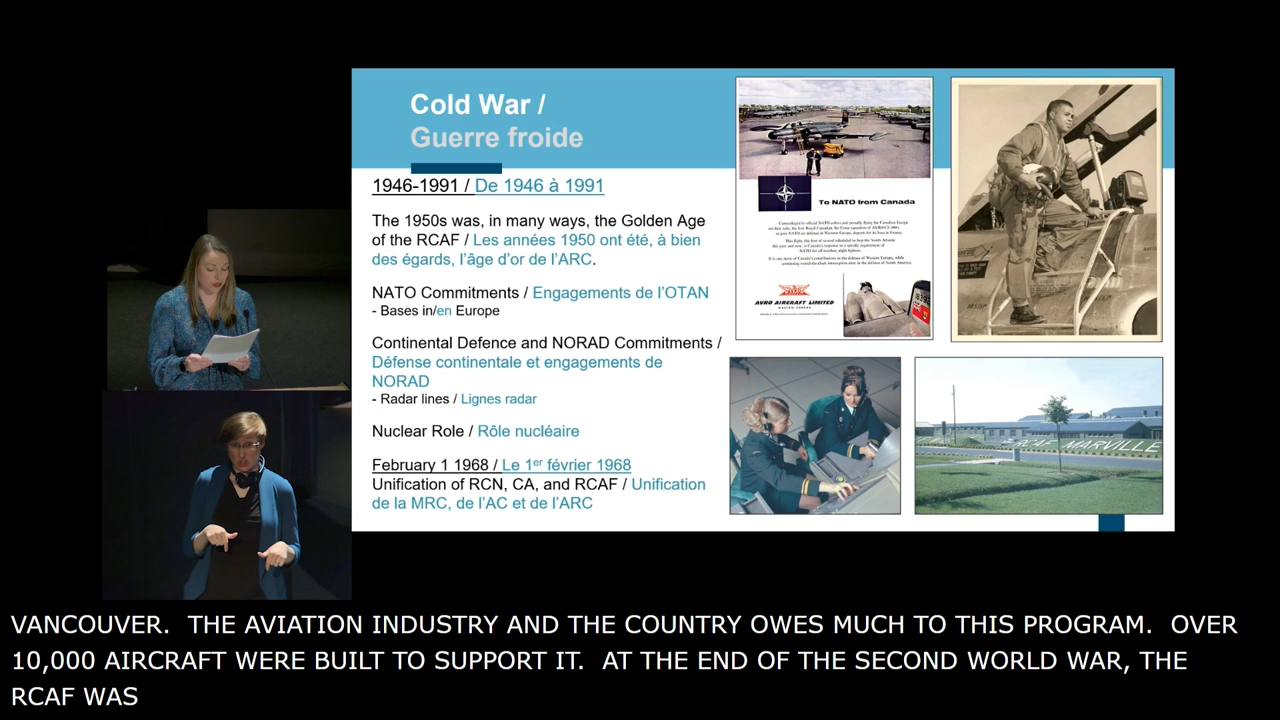 Cold War /
Guerre froide
1946-1991 / De 1946 à 1991
The 1950s was, in many ways, the Golden Age
of the RCAF / Les années 1950 ont été, à bien
des égards, l'âge d'or de l'ARC.
NATO Commitments / Engagements de l'OTAN
- Bases in/en Europe
Continental Defence and NORAD Commitments /
Défense continentale et engagements de
NORAD
- Radar lines / Lignes radar
Nuclear Role / Rôle nucléaire
February 1 1968 / Le 1er février 1968
Unification of RCN, CA, and RCAF / Unification
de la MRC, de l'AC et de l'ARC
To NATO from Canada
AVRO AIRCRAFT LIMITED
RCAF MARVILLE
VANCOUVER. THE AVIATION INDUSTRY AND THE COUNTRY OWES MUCH TO THIS PROGRAM. OVER
10,000 AIRCRAFT WERE BUILT TO SUPPORT IT. AT THE END OF THE SECOND WORLD WAR, THE
RCAF WAS